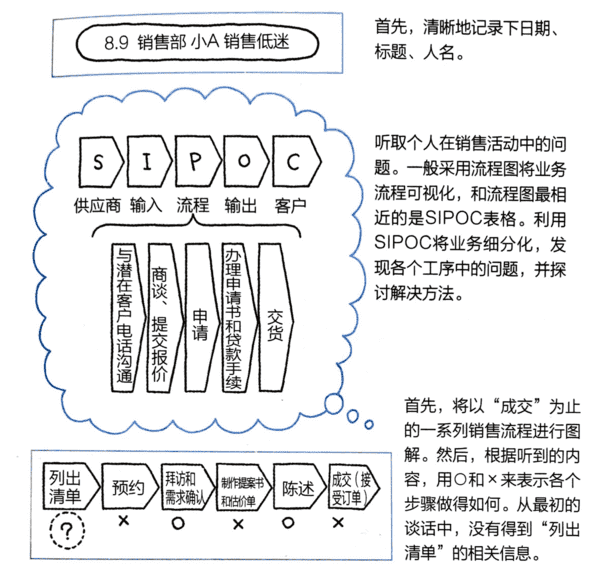 8.9 销售部 小A 销售低迷
首先，清晰地记录下日期、
标题、人名。
S I P O C
供应商 输入 流程 输出 客户
与潜在客户电话沟通
商谈、提交报价
申请
办理申请书和贷款手续
交货
听取个人在销售活动中的问
题。一般采用流程图将业务
流程可视化，和流程图最相
近的是SIPOC表格。利用
SIPOC将业务细分化，发
现各个工序中的问题，并探
讨解决方法。
列出
清单
预约
拜访和
需求确认
制作提案书
和估价单
陈述
成交（接
受订单）
? × ○ × ○ ×
首先，将以“成交”为止
的一系列销售流程进行图
解。然后，根据听到的内
容，用○和×来表示各个
步骤做得如何。从最初的
谈话中，没有得到“列出
清单”的相关信息。